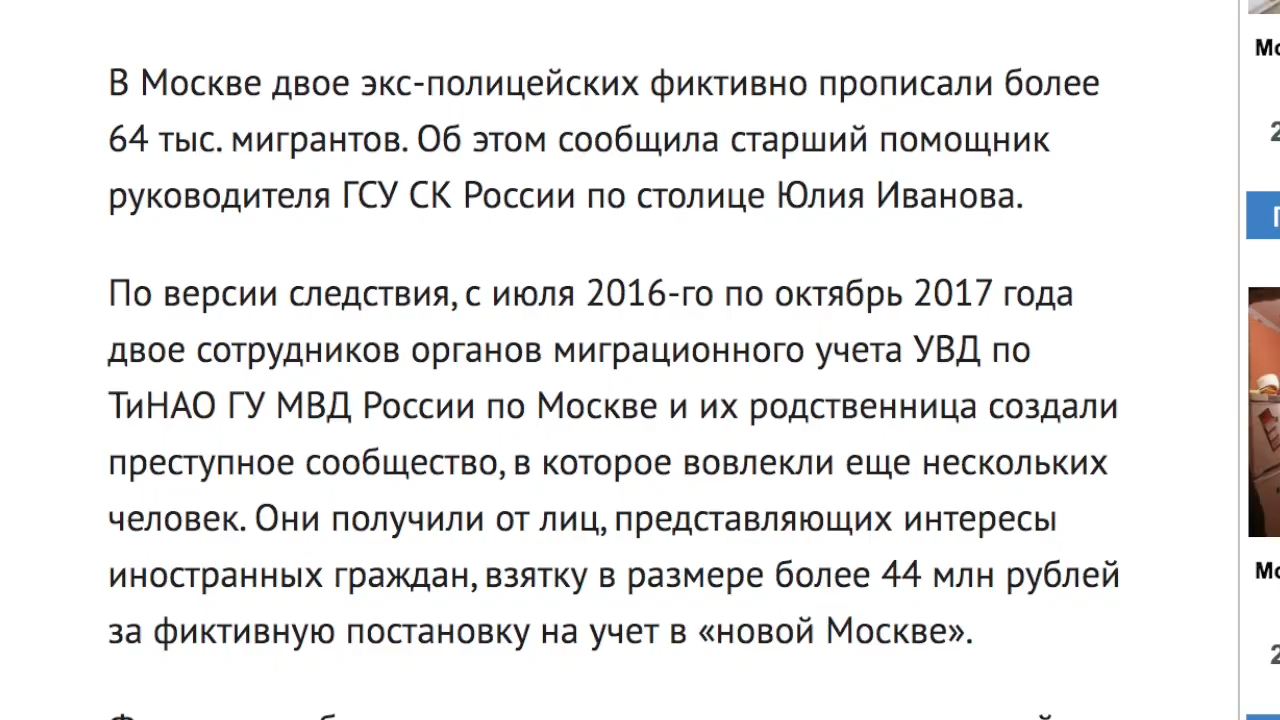 В Москве двое экс-полицейских фиктивно прописали более
64 тыс. мигрантов. Об этом сообщила старший помощник
руководителя ГСУ СК России по столице Юлия Иванова.
По версии следствия, с июля 2016-го по октябрь 2017 года
двое сотрудников органов миграционного учета УВД по
ТиНАО ГУ МВД России по Москве и их родственница создали
преступное сообщество, в которое вовлекли еще нескольких
человек. Они получили от лиц, представляющих интересы
иностранных граждан, взятку в размере более 44 млн рублей
за фиктивную постановку на учет в «новой Москве».